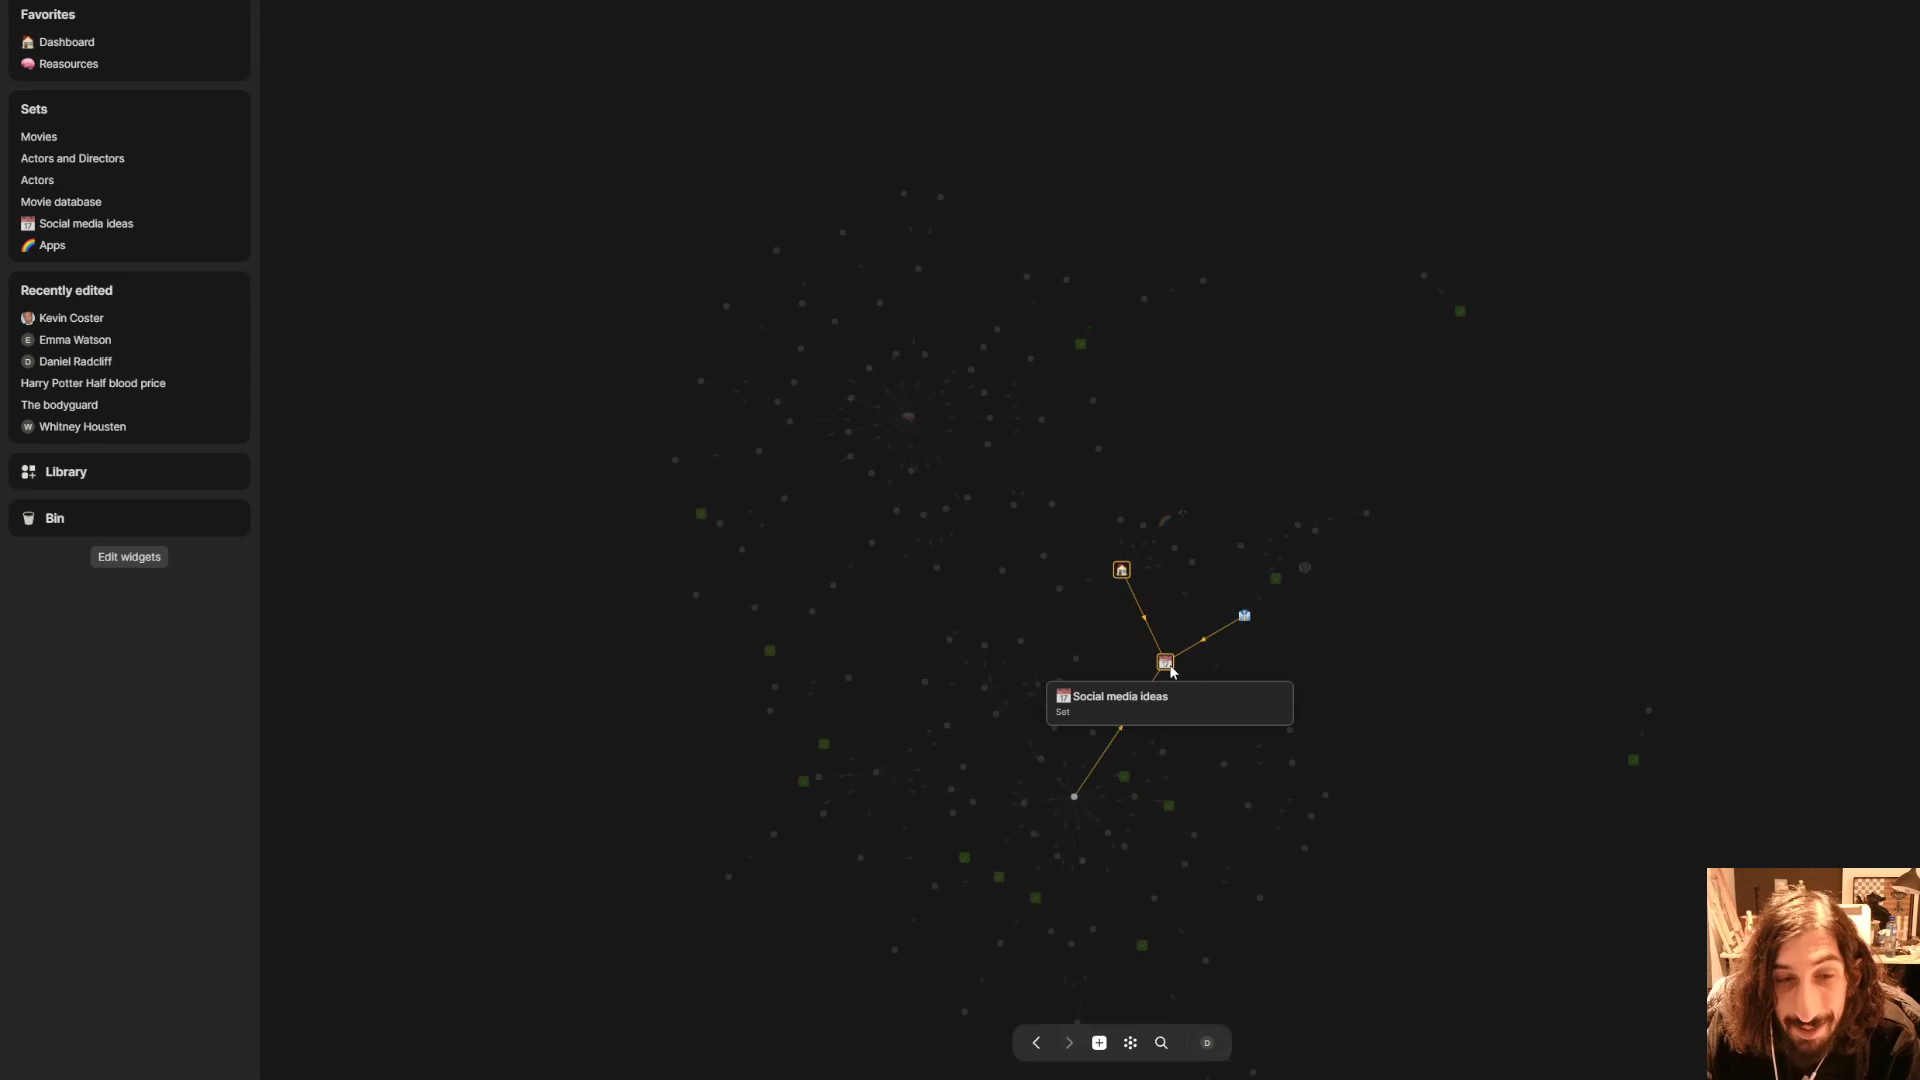 Favorites
Dashboard
Reasources
Sets
Movies
Actors and Directors
Actors
Movie database
Social media ideas
Apps
Recently edited
Kevin Coster
E Emma Watson
D Daniel Radcliff
Harry Potter Half blood price
The bodyguard
W Whitney Housten
Library
Bin
Edit widgets
17
Social media ideas
Set
D